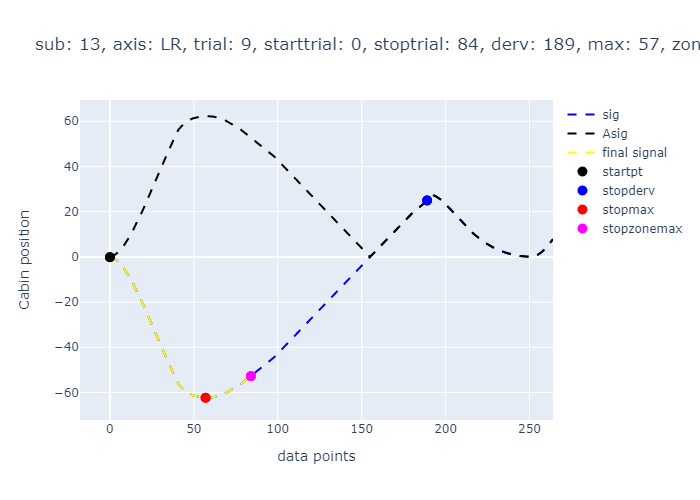 sub: 13, axis: LR, trial: 9, starttrial: 0, stoptrial: 84, derv: 189, max: 57, zon
60
40
20
0
−20
−40
−60
0
50
100
150
200
250
Cabin position
data points
sig
Asig
final signal
startpt
stopderv
stopmax
stopzonemax